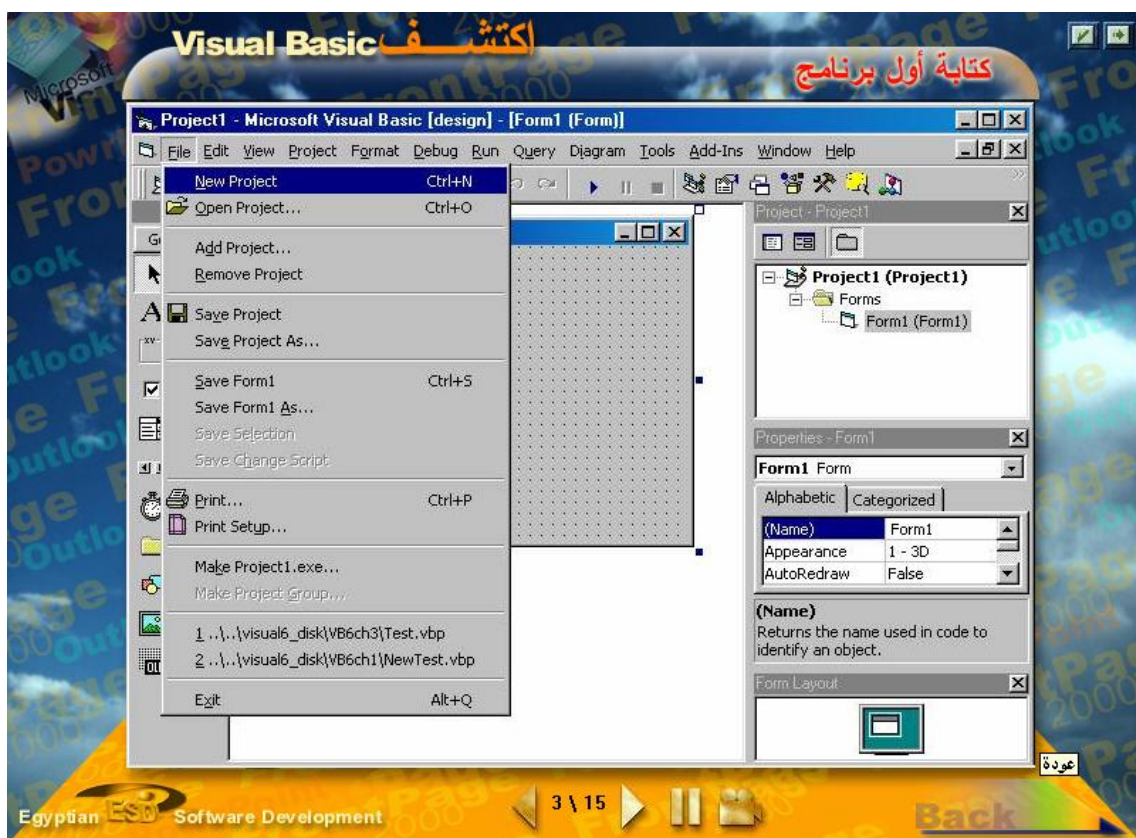 اكتشف Visual Basic
كتابة أول برنامج
Microsoft
Project1 - Microsoft Visual Basic [design] - [Form1 (Form)]
File Edit View Project Format Debug Run Query Diagram Tools Add-Ins Window Help
New Project Ctrl+N
Open Project... Ctrl+O
Add Project...
Remove Project
Save Project
Save Project As...
Save Form1 Ctrl+S
Save Form1 As...
Save Selection
Save Change Script
Print... Ctrl+P
Print Setup...
Make Project1.exe...
Make Project Group...
1 ..\..\visual6_disk\VB6ch3\Test.vbp
2 ..\..\visual6_disk\VB6ch1\NewTest.vbp
Exit Alt+Q
Project - Project1
Project1 (Project1)
Forms
Form1 (Form1)
Properties - Form1
Form1 Form
Alphabetic Categorized
(Name) Form1
Appearance 1 - 3D
AutoRedraw False
(Name)
Returns the name used in code to
identify an object.
Form Layout
عودة
Egyptian ESD Software Development
3 \ 15
Back